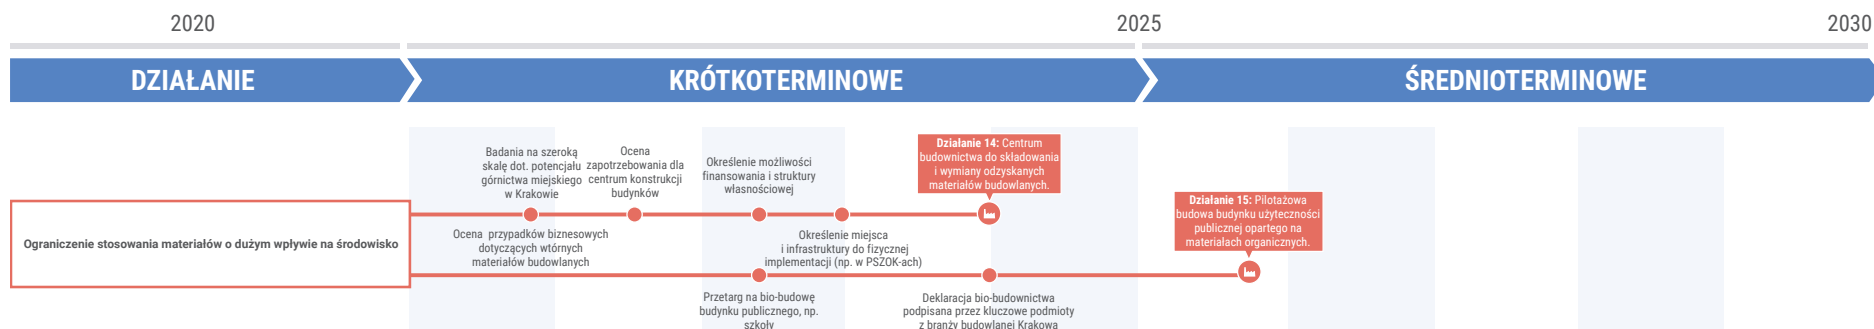 2020
2025
2030
DZIAŁANIE
KRÓTKOTERMINOWE
ŚREDNIOTERMINOWE
Badania na szeroką
skalę dot. potencjału
górnictwa miejskiego
w Krakowie
Ocena
zapotrzebowania dla
centrum konstrukcji
budynków
Określenie możliwości
finansowania i struktury
własnościowej
Działanie 14: Centrum
budownictwa do składowania
i wymiany odzyskanych
materiałów budowlanych.
Działanie 15: Pilotażowa
budowa budynku użyteczności
publicznej opartego na
materialach organicznych.
Ograniczenie stosowania materiałów o dużym wpływie na środowisko
Ocena przypadków biznesowych
dotyczących wtórnych
materiałów budowlanych
Określenie miejsca
i infrastruktury do fizycznej
implementacji (np. w PSZOK-ach)
Przetarg na bio-budowę
budynku publicznego, np.
szkoły
Deklaracja bio-budownictwa
podpisana przez kluczowe podmioty
z branży budowlanej Krakowa